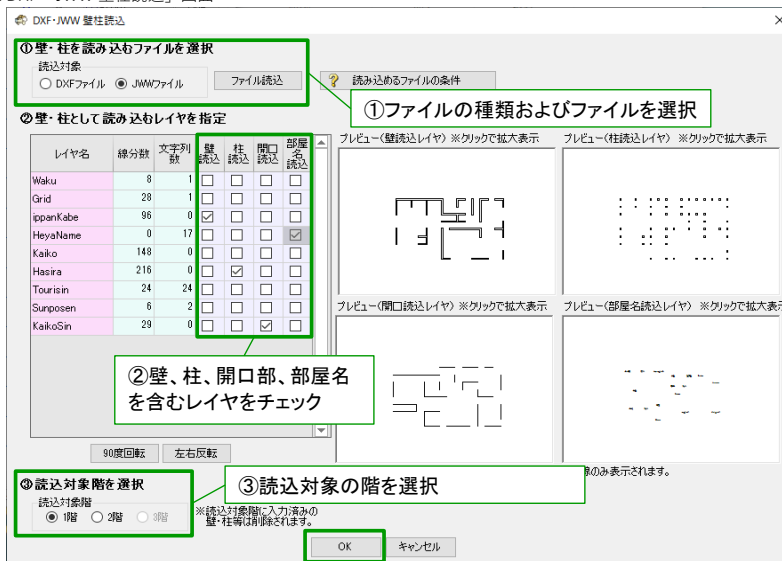 DXF・JWW 壁柱読込
①壁・柱を読み込むファイルを選択
読込対象
DXFファイル JWWファイル ファイル読込 読み込めるファイルの条件
①ファイルの種類およびファイルを選択
②壁・柱として読み込むレイヤを指定
レイヤ名 線分数 文字列数 壁読込 柱読込 開口読込 部屋名読込
Waku 8 1
Grid 28 1
ippanKabe 96 0
HeyaName 0 17
Kaiko 148 0
Hasira 216 0
Tourisin 24 24
Sunposen 6 2
KaikoSin 29 0
プレビュー(壁読込レイヤ) ※クリックで拡大表示 プレビュー(柱読込レイヤ) ※クリックで拡大表示
プレビュー(開口読込レイヤ) ※クリックで拡大表示 プレビュー(部屋名読込レイヤ) ※クリックで拡大表
②壁、柱、開口部、部屋名
を含むレイヤをチェック
90度回転 左右反転
線のみ表示されます。
③読込対象階を選択
③読込対象の階を選択
読込対象階
1階 2階 3階
※読込対象階に入力済みの
壁・柱等は削除されます。
OK キャンセル